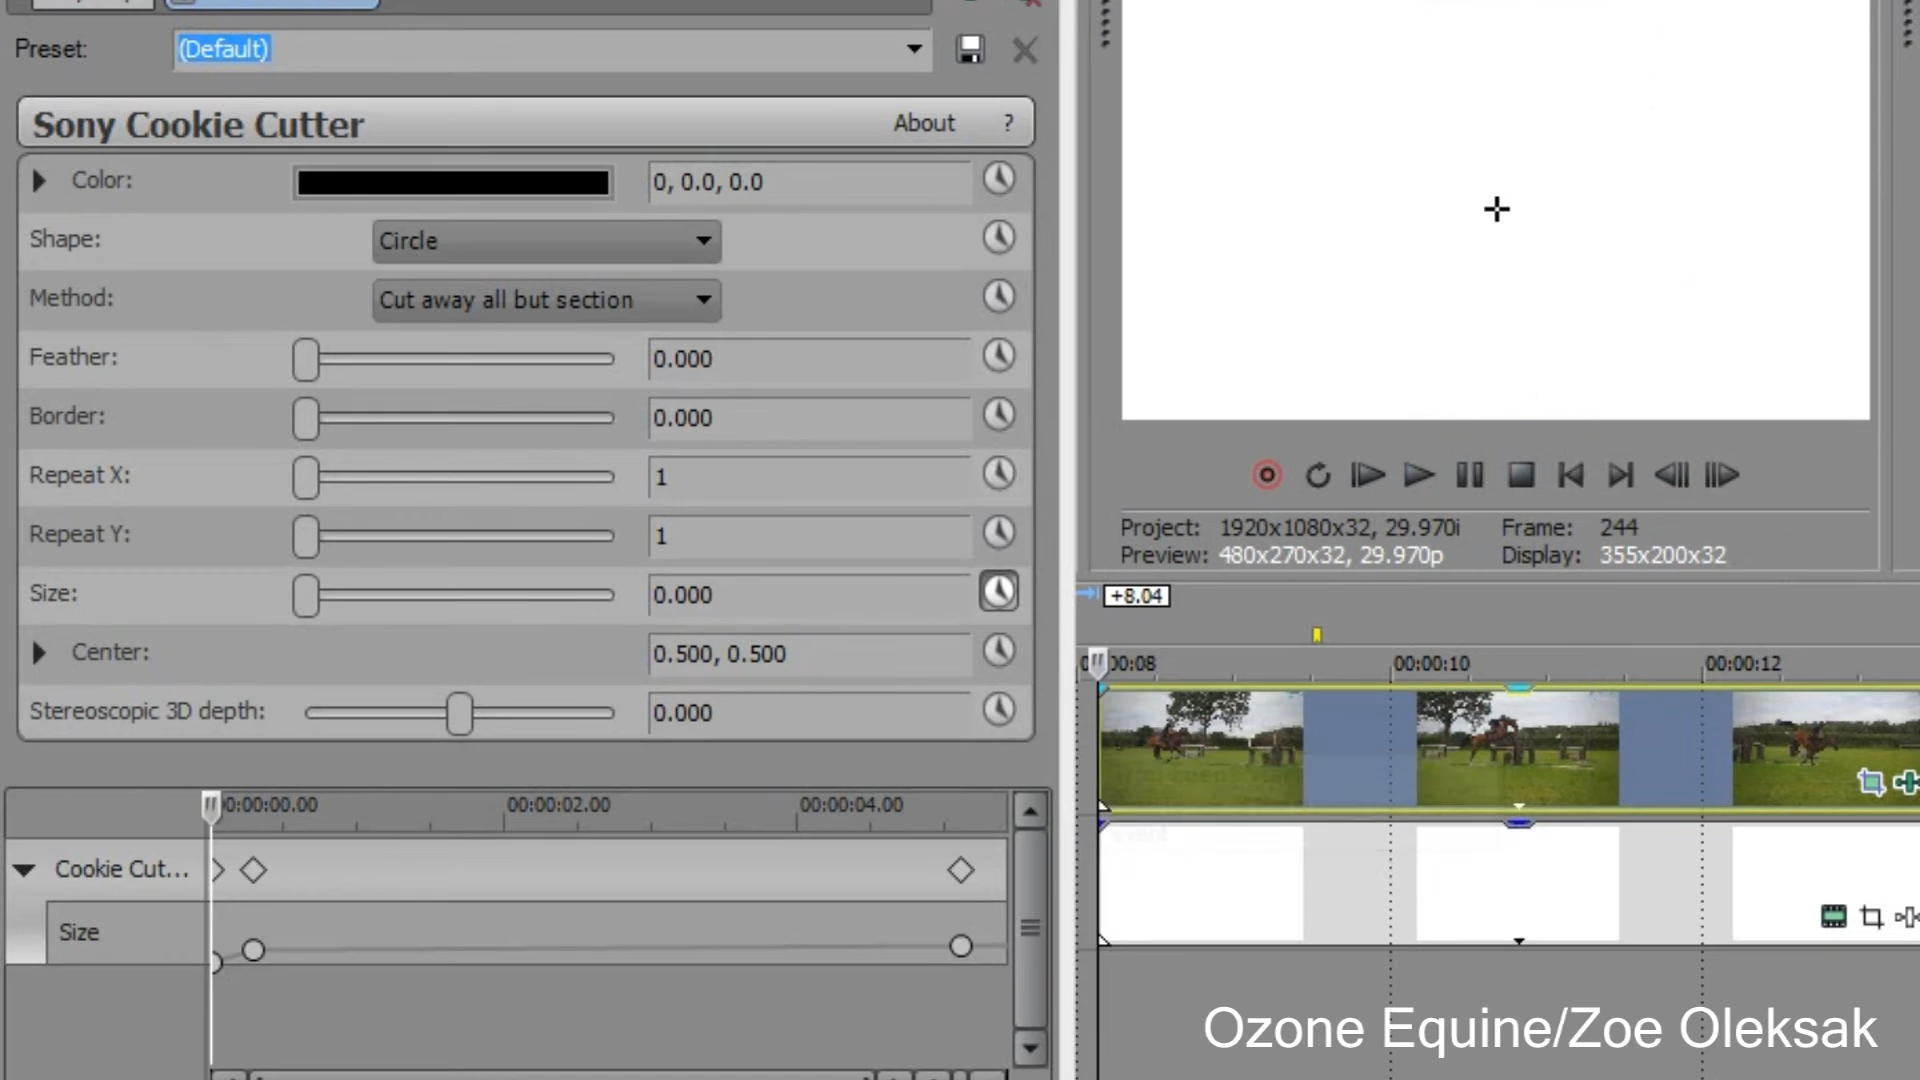 Preset:
(Default)
Sony Cookie Cutter
About
?
Color:
0, 0.0, 0.0
Shape:
Circle
Method:
Cut away all but section
Feather:
0.000
Border:
0.000
Repeat X:
1
Repeat Y:
1
Size:
0.000
Center:
0.500, 0.500
Stereoscopic 3D depth:
0.000
0:00:00.00
00:00:02.00
00:00:04.00
Cookie Cut...
Size
Project: 1920x1080x32, 29.970i
Frame: 244
Preview: 480x270x32, 29.970p
Display: 355x200x32
+8.04
00:08
00:00:10
00:00:12
Ozone Equine/Zoe Oleksak